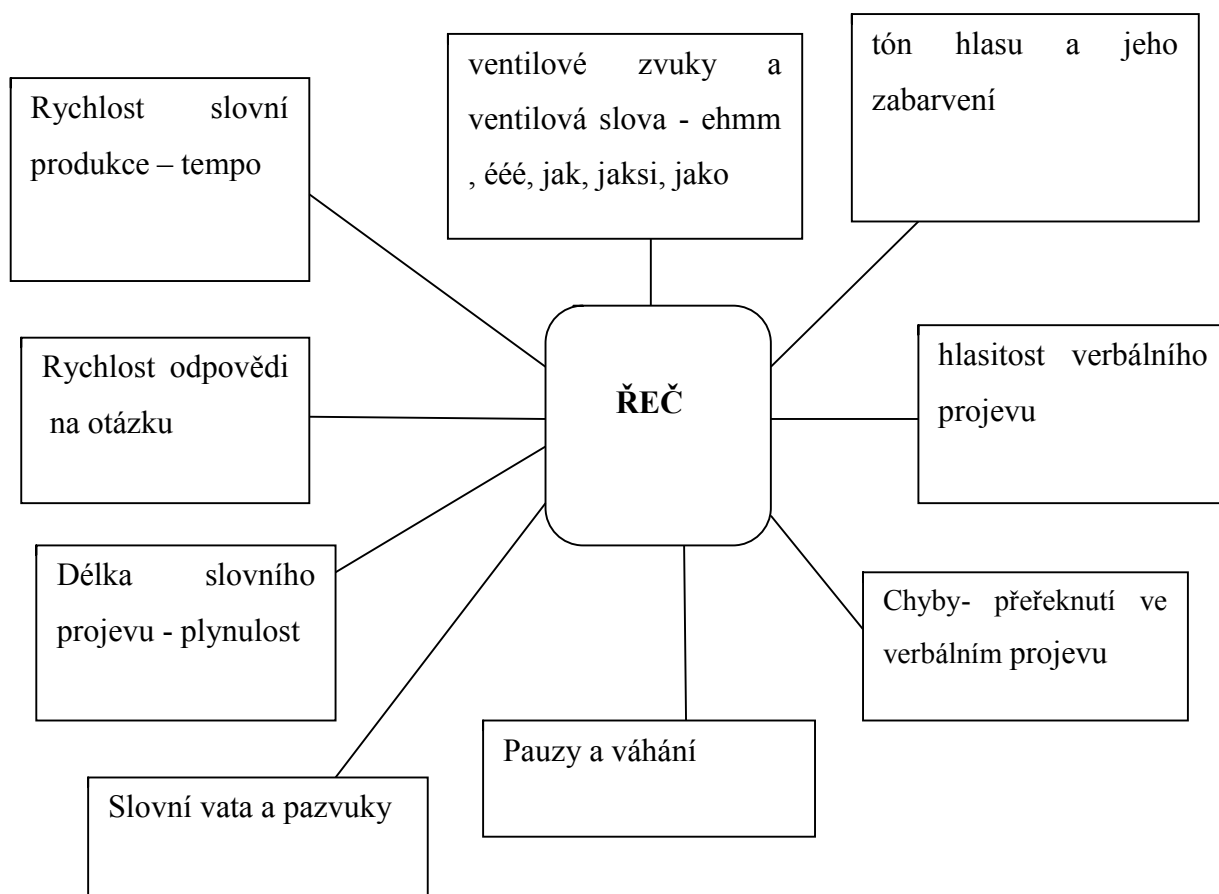 ventilové zvuky a
ventilová slova - ehmm
, ééé, jak, jaksi, jako
tón hlasu a jeho
zabarvení
Rychlost slovní
produkce – tempo
Rychlost odpovědi
na otázku
ŘEČ
hlasitost verbálního
projevu
Délka slovního
projevu - plynulost
Chyby- přeřeknutí ve
verbálním projevu
Pauzy a váhání
Slovní vata a pazvuky